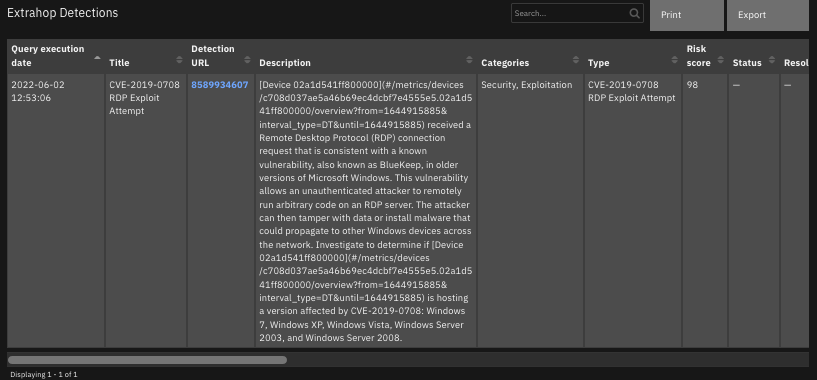 Extrahop Detections
Search...
Print
Export
Query execution
date
Title
Detection
URL
Description
Categories
Type
Risk
score
Status
Resol
2022-06-02
12:53:06
CVE-2019-0708
RDP Exploit
Attempt
8589934607
[Device 02a1d541ff800000](#/metrics/devices
/c708d037ae5a46b69ec4dcbf7e4555e5.02a1d5
41ff800000/overview?from=1644915885&
interval_type=DT&until=1644915885) received a
Remote Desktop Protocol (RDP) connection
request that is consistent with a known
vulnerability, also known as BlueKeep, in older
versions of Microsoft Windows. This vulnerability
allows an unauthenticated attacker to remotely
run arbitrary code on an RDP server. The attacker
can then tamper with data or install malware that
could propagate to other Windows devices across
the network. Investigate to determine if [Device
02a1d541ff800000](#/metrics/devices
/c708d037ae5a46b69ec4dcbf7e4555e5.02a1d5
41ff800000/overview?from=1644915885&
interval_type=DT&until=1644915885) is hosting
a version affected by CVE-2019-0708: Windows
7, Windows XP, Windows Vista, Windows Server
2003, and Windows Server 2008.
Security, Exploitation
CVE-2019-0708
RDP Exploit Attempt
98
—
—
Displaying 1 - 1 of 1